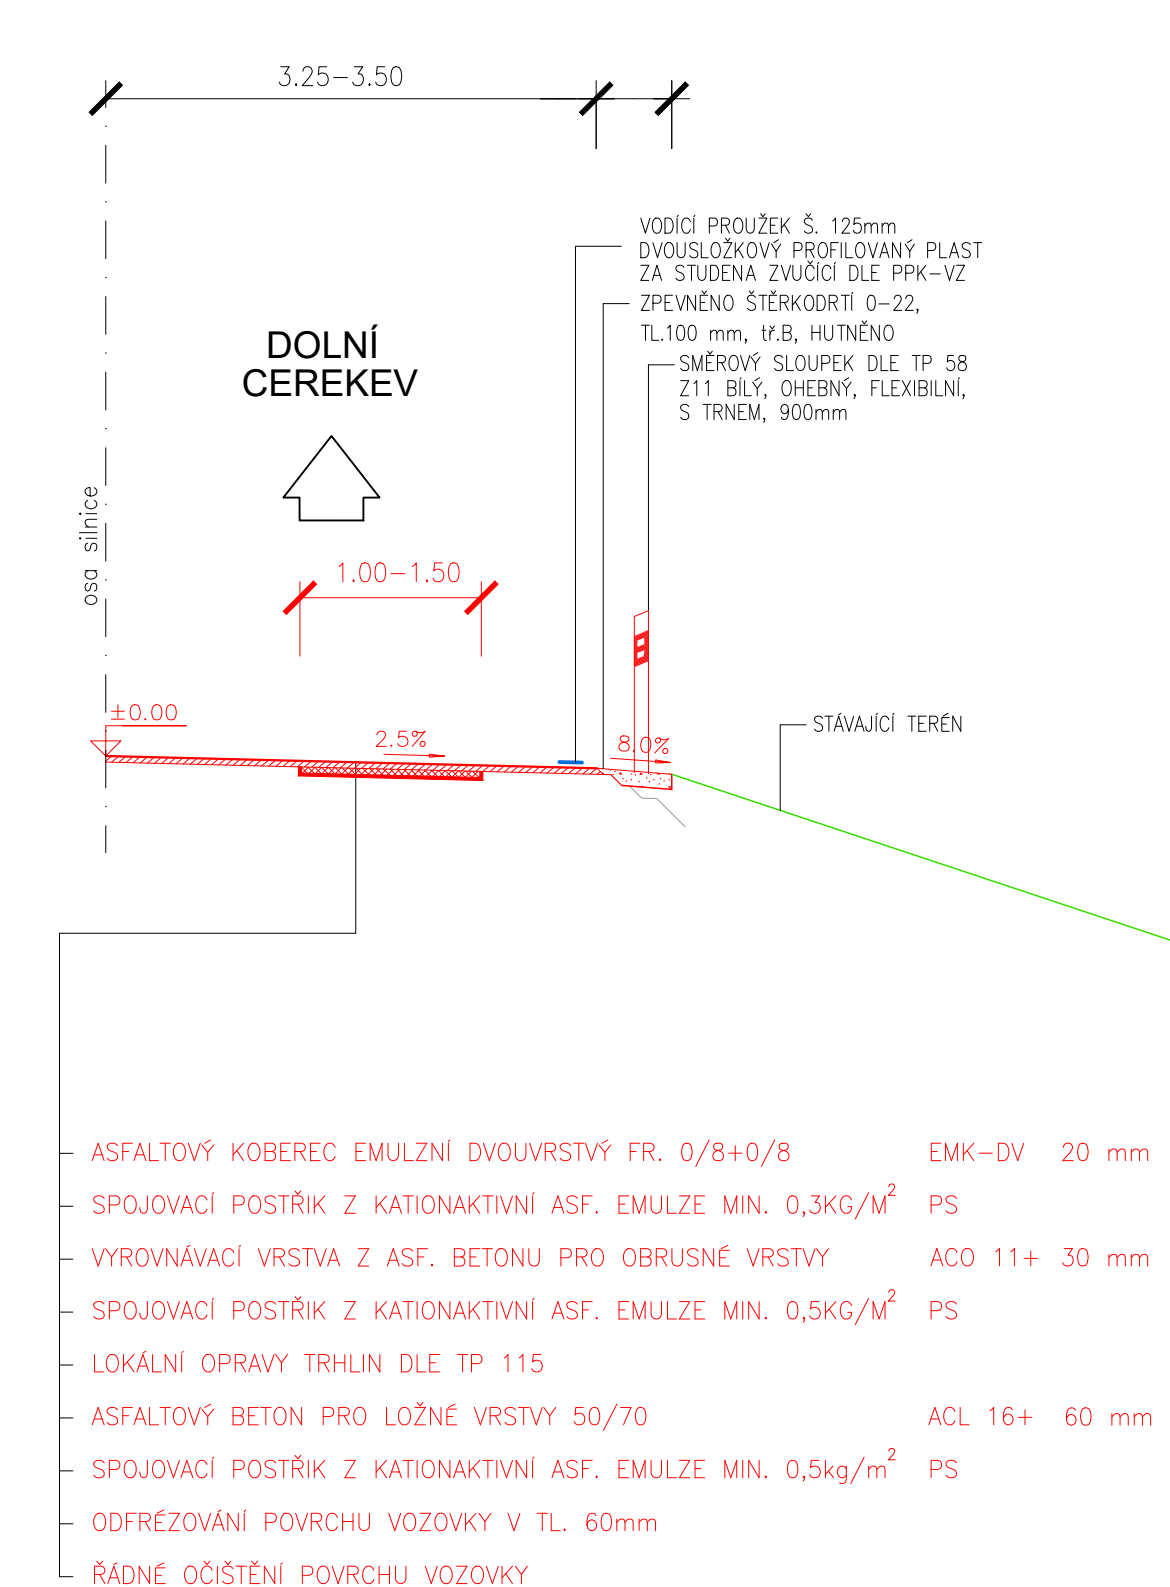 3.25-3.50
VODÍCÍ PROUŽEK Š. 125mm
DVOUSLOŽKOVÝ PROFILOVANÝ PLAST
ZA STUDENA ZVUČÍCÍ DLE PPK-VZ
ZPEVNĚNO ŠTĚRKODRTÍ 0-22,
TL.100 mm, tř.B, HUTNĚNO
SMĚROVÝ SLOUPEK DLE TP 58
Z11 BÍLÝ, OHEBNÝ, FLEXIBILNÍ,
S TRNEM, 900mm
DOLNÍ
CEREKEV
osa silnice
1.00-1.50
±0.00
2.5%
8.0%
STÁVAJÍCÍ TERÉN
ASFALTOVÝ KOBEREC EMULZNÍ DVOUVRSTVÝ FR. 0/8+0/8 EMK-DV 20 mm
SPOJOVACÍ POSTŘIK Z KATIONAKTIVNÍ ASF. EMULZE MIN. 0,3KG/M² PS
VYROVNÁVACÍ VRSTVA Z ASF. BETONU PRO OBRUSNÉ VRSTVY ACO 11+ 30 mm
SPOJOVACÍ POSTŘIK Z KATIONAKTIVNÍ ASF. EMULZE MIN. 0,5KG/M² PS
LOKÁLNÍ OPRAVY TRHLIN DLE TP 115
ASFALTOVÝ BETON PRO LOŽNÉ VRSTVY 50/70 ACL 16+ 60 mm
SPOJOVACÍ POSTŘIK Z KATIONAKTIVNÍ ASF. EMULZE MIN. 0,5kg/m² PS
ODFRÉZOVÁNÍ POVRCHU VOZOVKY V TL. 60mm
ŘÁDNÉ OČIŠTĚNÍ POVRCHU VOZOVKY